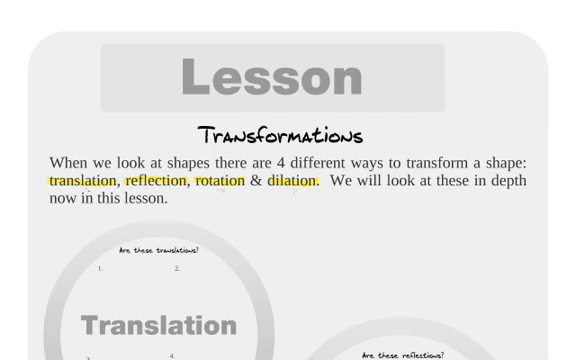 Lesson
Transformations
When we look at shapes there are 4 different ways to transform a shape:
translation, reflection, rotation & dilation. We will look at these in depth
now in this lesson.
Are these translations?
1. 2.
Translation
3. 4.
Are these reflections?